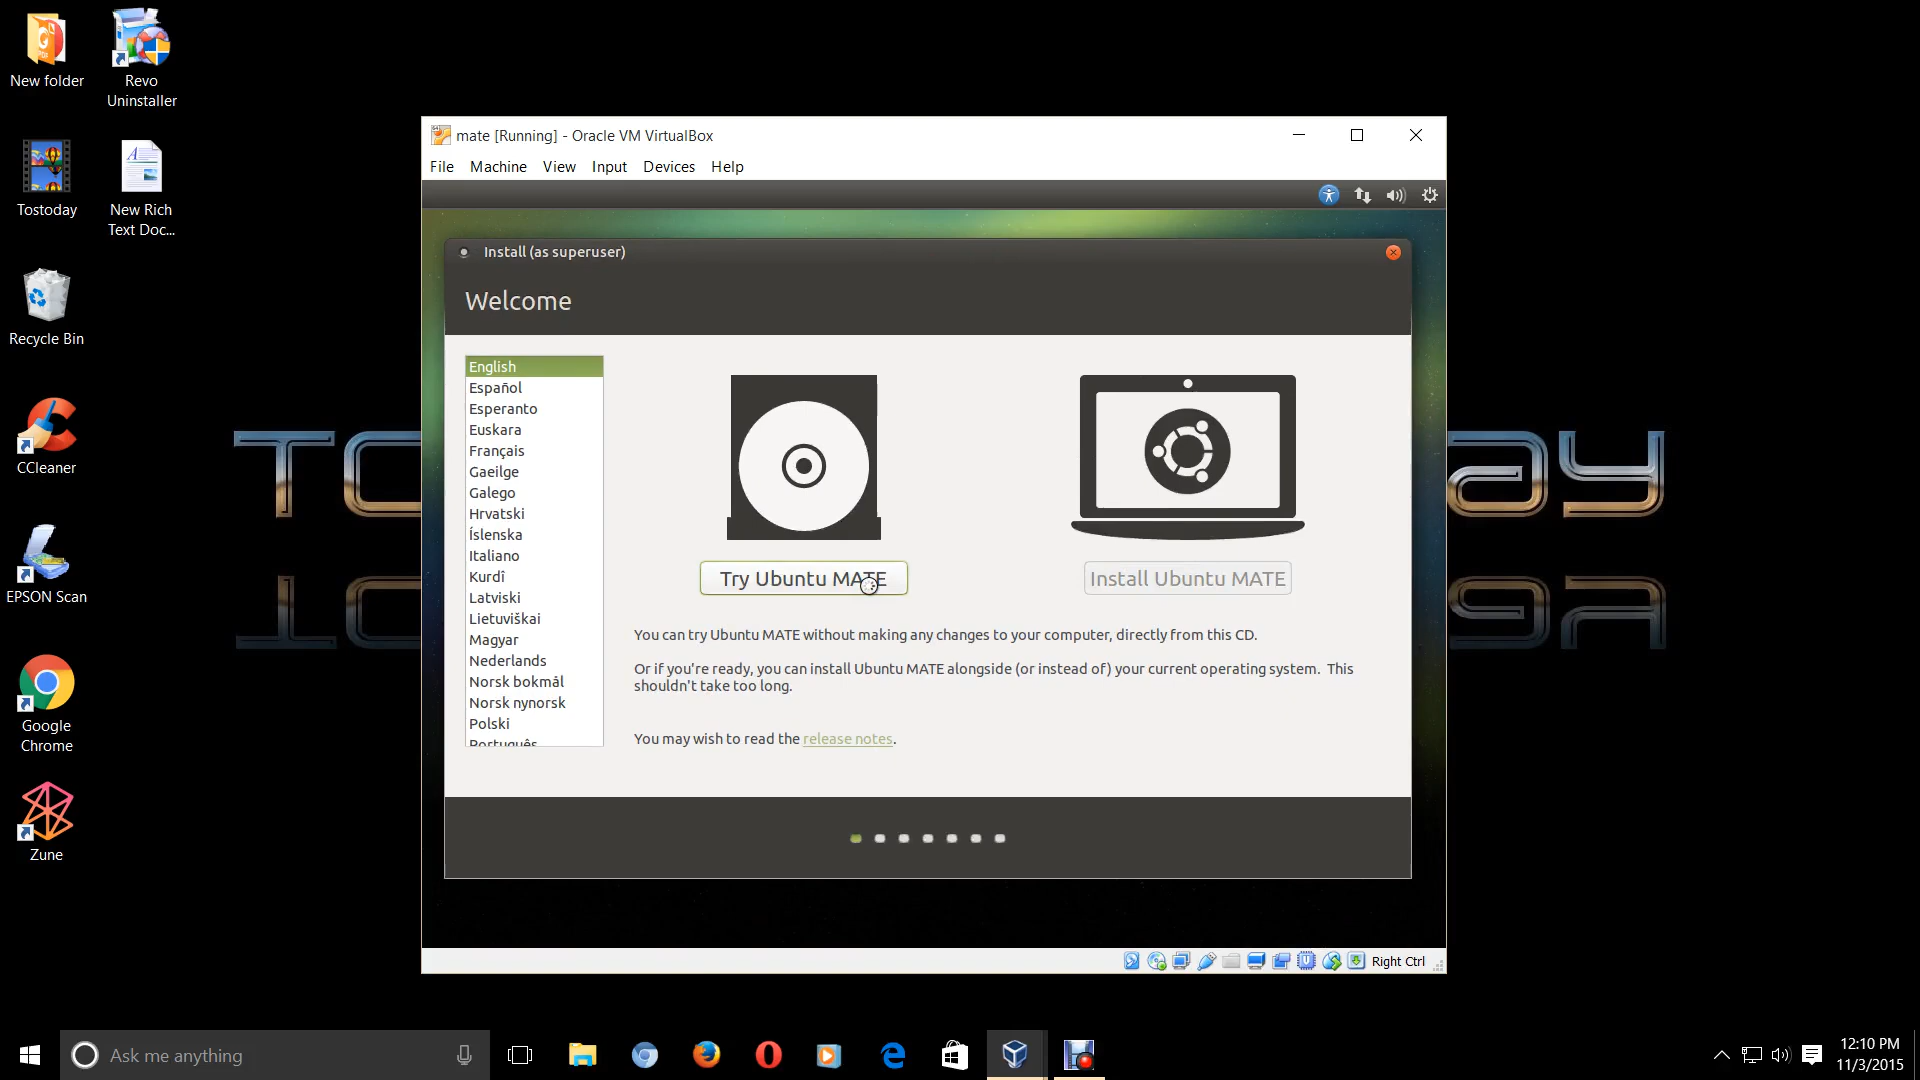 New folder
Revo
Uninstaller
Tostoday
New Rich
Text Doc...
Recycle Bin
CCleaner
EPSON Scan
Google
Chrome
Zune
mate [Running] - Oracle VM VirtualBox
File Machine View Input Devices Help
Install (as superuser)
Welcome
English
Español
Esperanto
Euskara
Français
Gaeilge
Galego
Hrvatski
Íslenska
Italiano
Kurdî
Latviski
Lietuviškai
Magyar
Nederlands
Norsk bokmål
Norsk nynorsk
Polski
Português
Try Ubuntu MATE
Install Ubuntu MATE
You can try Ubuntu MATE without making any changes to your computer, directly from this CD.
Or if you're ready, you can install Ubuntu MATE alongside (or instead of) your current operating system. This
shouldn't take too long.
You may wish to read the release notes.
Right Ctrl
Ask me anything
12:10 PM
11/3/2015